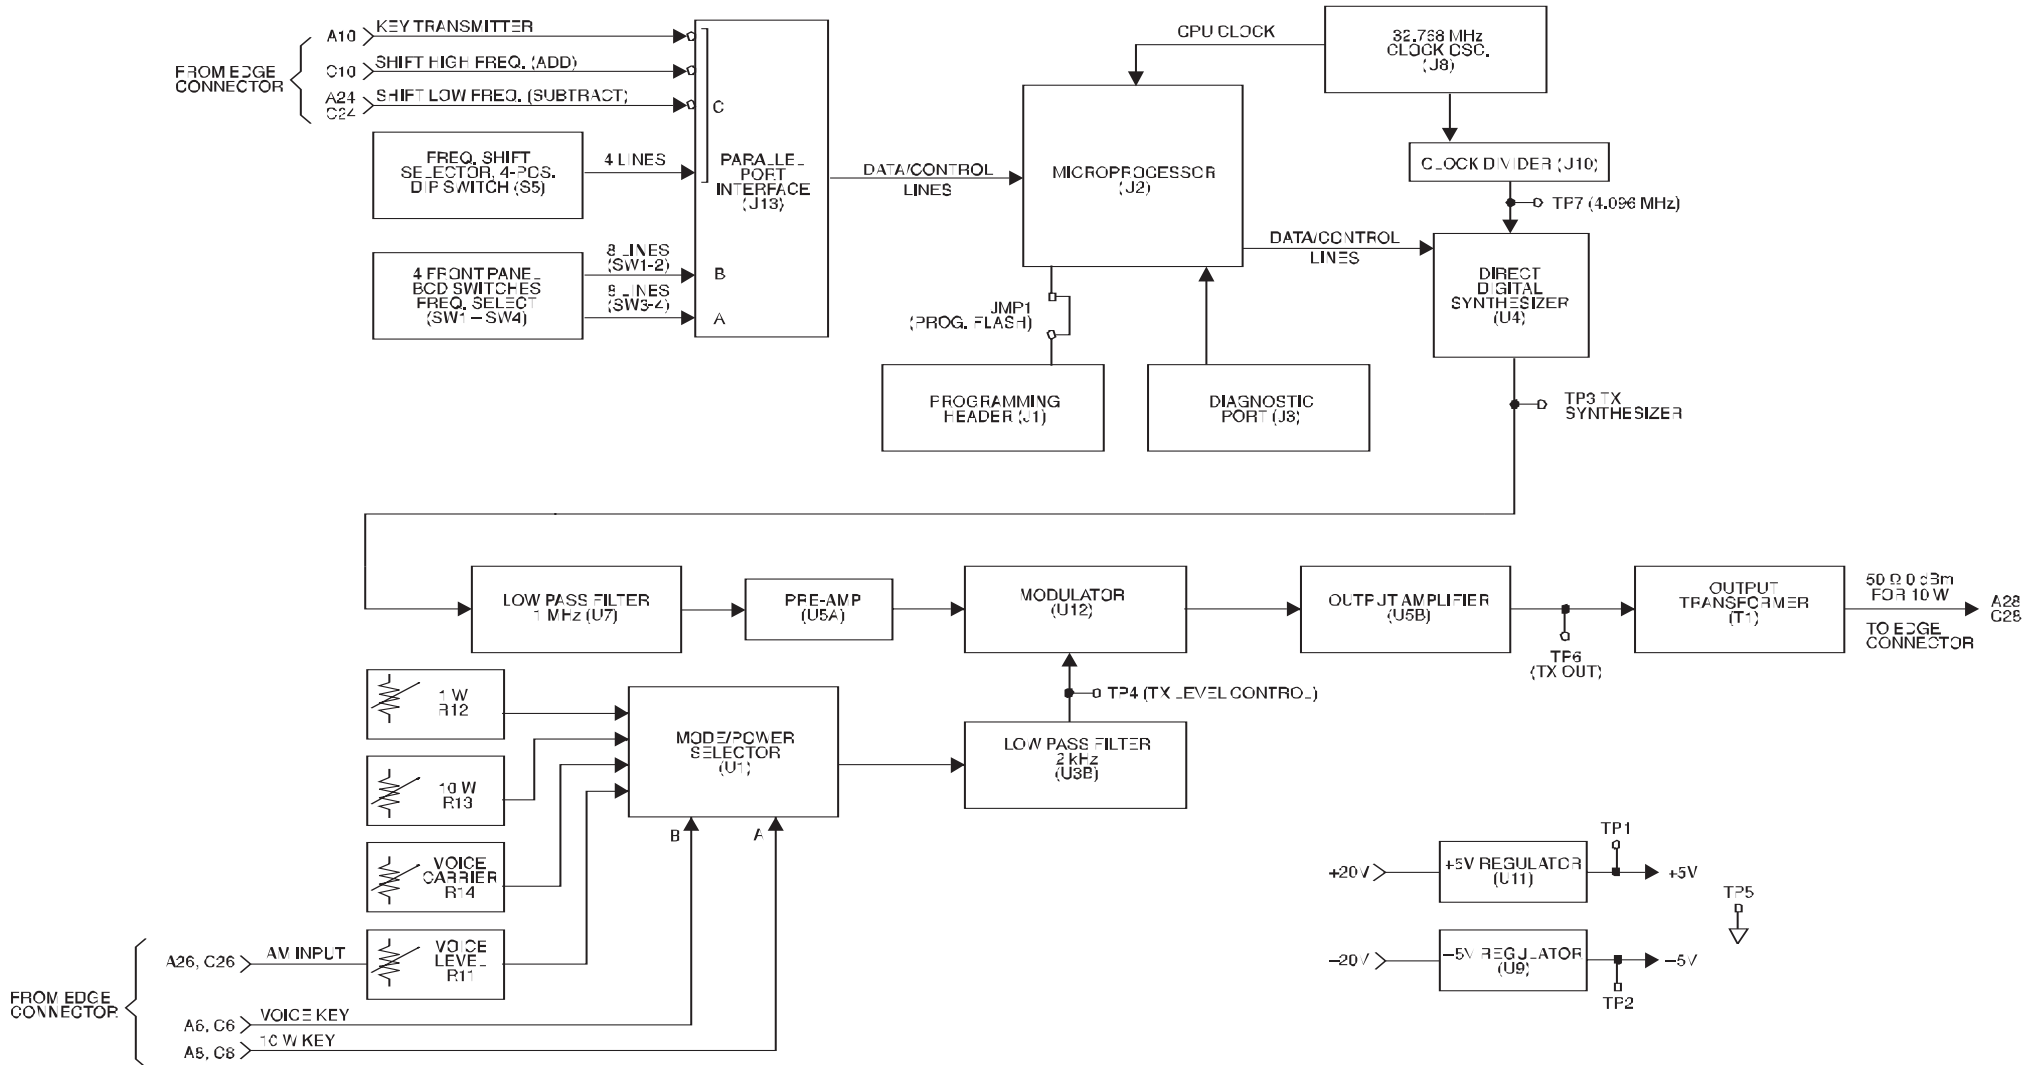 KEY TRANSMITTER
A10
SHIFT HIGH FREQ. (ADD)
C10
FROM EDGE
CONNECTOR
SHIFT LOW FREQ. (SUBTRACT)
A24
C24
C
FREQ. SHIFT
SELECTOR, 4-POS.
DIP SWITCH (S5)
4 LINES
PARALLEL
PORT
INTERFACE
(U13)
8 LINES
(SW1-2)
B
4 FRONT PANEL
BCD SWITCHES
FREQ. SELECT
(SW1 – SW4)
8 LINES
(SW3-4)
A
DATA/CONTROL
LINES
CPU CLOCK
32.768 MHz
CLOCK OSC.
(U8)
MICROPROCESSOR
(U2)
CLOCK DIVIDER (U10)
TP7 (4.096 MHz)
DATA/CONTROL
LINES
DIRECT
DIGITAL
SYNTHESIZER
(U4)
JMP1
(PROG. FLASH)
PROGRAMMING
HEADER (J1)
DIAGNOSTIC
PORT (J3)
TP3 TX
SYNTHESIZER
LOW PASS FILTER
1 MHz (U7)
PRE-AMP
(U5A)
MODULATOR
(U12)
OUTPUT AMPLIFIER
(U5B)
TP6
(TX OUT)
OUTPUT
TRANSFORMER
(T1)
50 Ω 0 dBm
FOR 10 W
A28
C28
TO EDGE
CONNECTOR
1 W
R12
10 W
R13
VOICE
CARRIER
R14
VOICE
LEVEL
R11
MODE/POWER
SELECTOR
(U1)
B
A
TP4 (TX LEVEL CONTROL)
LOW PASS FILTER
2 kHz
(U3B)
FROM EDGE
CONNECTOR
A26, C26
AM INPUT
A6, C6
VOICE KEY
A8, C8
10 W KEY
TP1
+20V
+5V REGULATOR
(U11)
+5V
TP5
–20V
–5V REGULATOR
(U9)
–5V
TP2